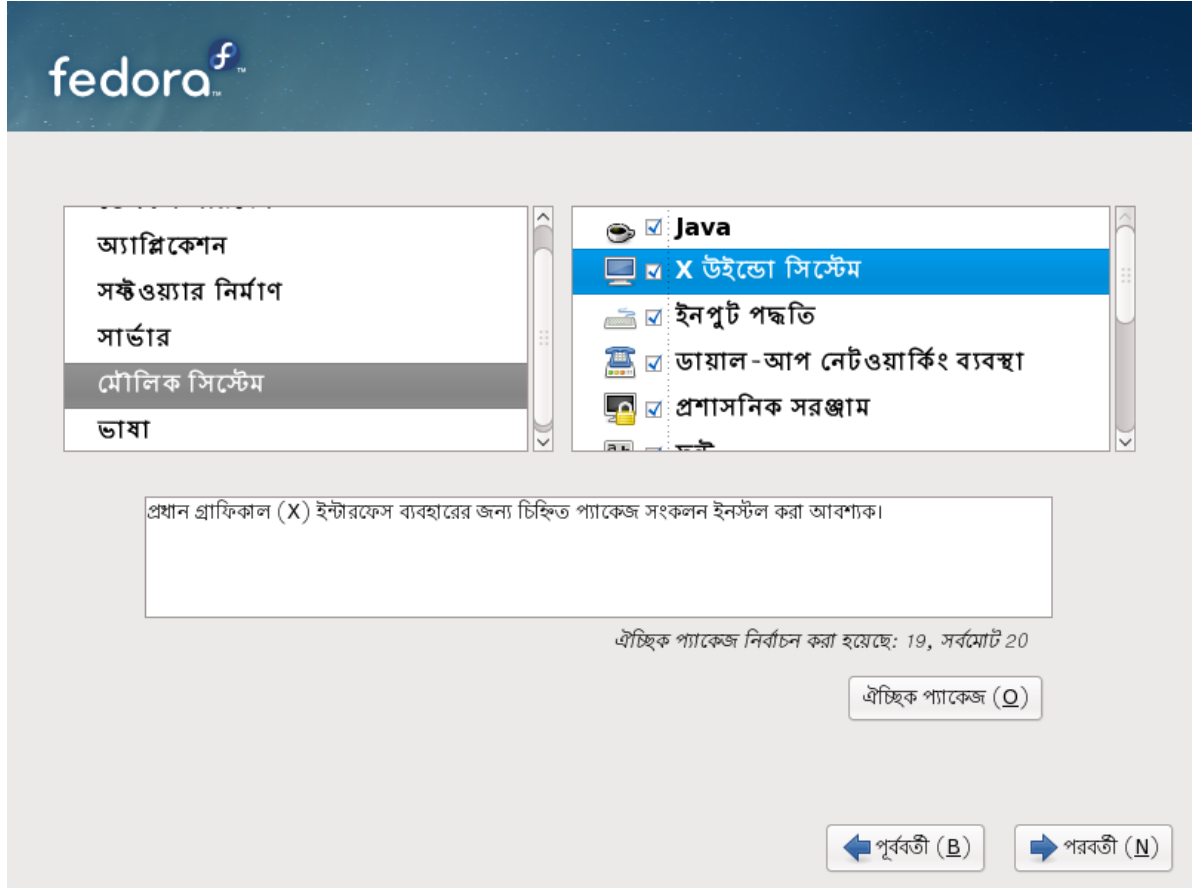 fedora
অ্যাপ্লিকেশন
সফ্টওয়্যার নির্মাণ
সার্ভার
মৌলিক সিস্টেম
ভাষা
Java
X উইন্ডো সিস্টেম
ইনপুট পদ্ধতি
ডায়াল-আপ নেটওয়ার্কিং ব্যবস্থা
প্রশাসনিক সরঞ্জাম
প্রধান গ্রাফিকাল (X) ইন্টারফেস ব্যবহারের জন্য চিহ্নিত প্যাকেজ সংকলন ইনস্টল করা আবশ্যক।
ঐচ্ছিক প্যাকেজ নির্বাচন করা হয়েছে: 19, সর্বমোট 20
ঐচ্ছিক প্যাকেজ (O)
পূর্ববর্তী (B)
পরবর্তী (N)